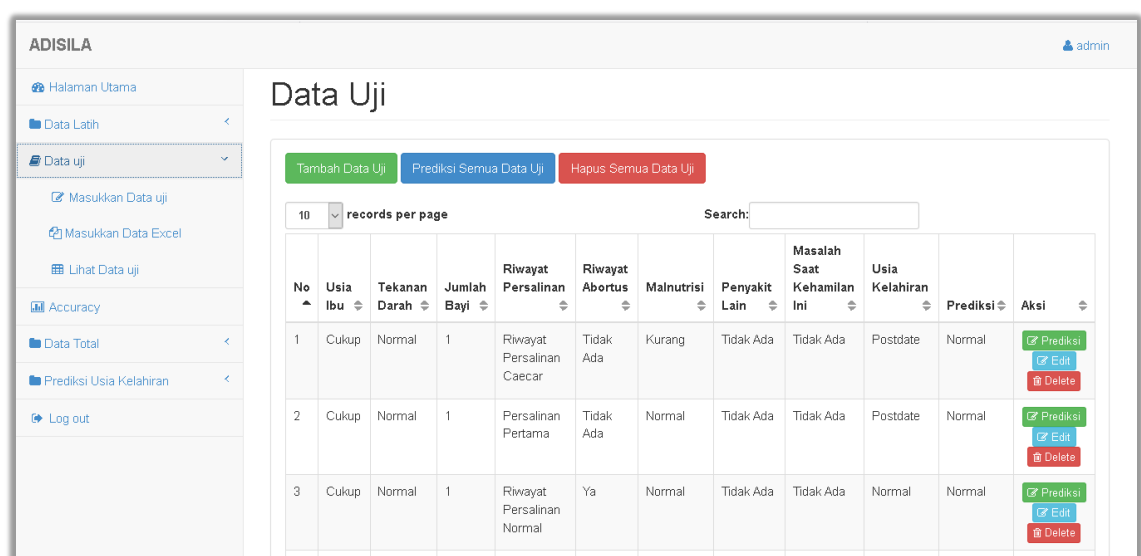 ADISILA
admin
Halaman Utama
Data Latih
Data uji
Masukkan Data uji
Masukkan Data Excel
Lihat Data uji
Accuracy
Data Total
Prediksi Usia Kelahiran
Log out
Data Uji
Tambah Data Uji Prediksi Semua Data Uji Hapus Semua Data Uji
10 records per page Search:
No Usia Ibu Tekanan Darah Jumlah Bayi Riwayat Persalinan Riwayat Abortus Malnutrisi Penyakit Lain Masalah Saat Kehamilan Ini Usia Kelahiran Prediksi Aksi
1 Cukup Normal 1 Riwayat Persalinan Caecar Tidak Ada Kurang Tidak Ada Tidak Ada Postdate Normal Prediksi Edit Delete
2 Cukup Normal 1 Persalinan Pertama Tidak Ada Normal Tidak Ada Tidak Ada Postdate Normal Prediksi Edit Delete
3 Cukup Normal 1 Riwayat Persalinan Normal Ya Normal Tidak Ada Tidak Ada Normal Normal Prediksi Edit Delete